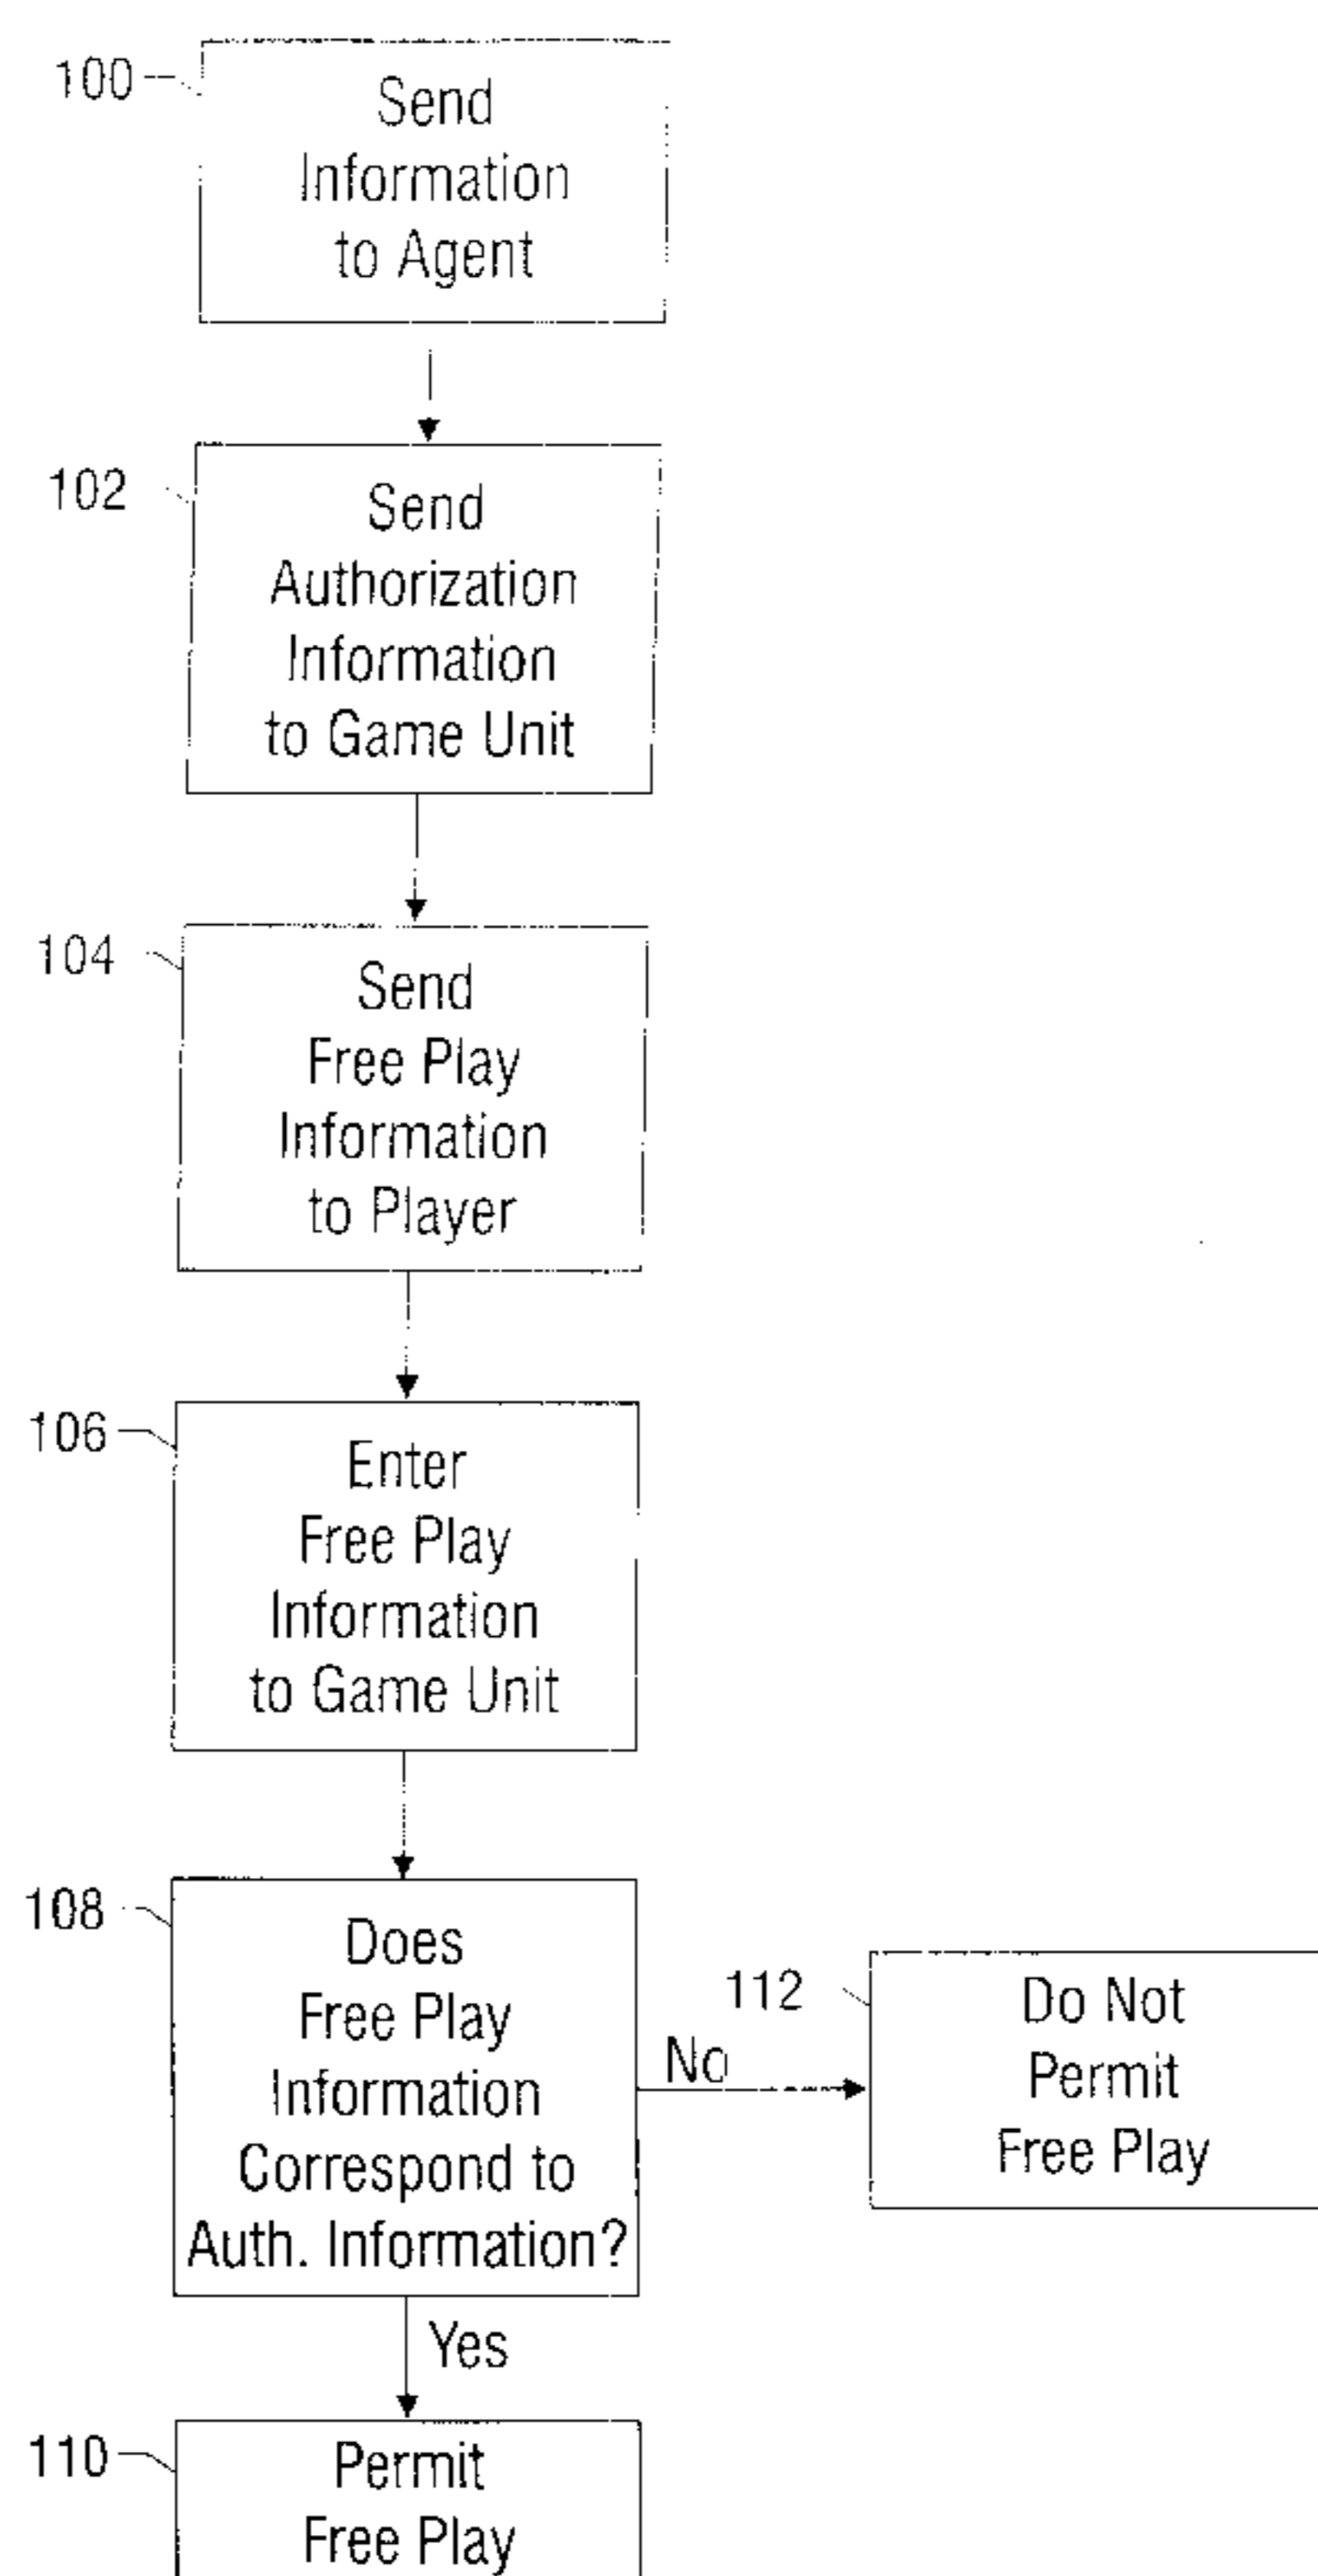 100
Send
Information
to Agent
102
Send
Authorization
Information
to Game Unit
104
Send
Free Play
Information
to Player
106
Enter
Free Play
Information
to Game Unit
108
Does
Free Play
Information
Correspond to
Auth. Information?
No
112
Do Not
Permit
Free Play
Yes
110
Permit
Free Play